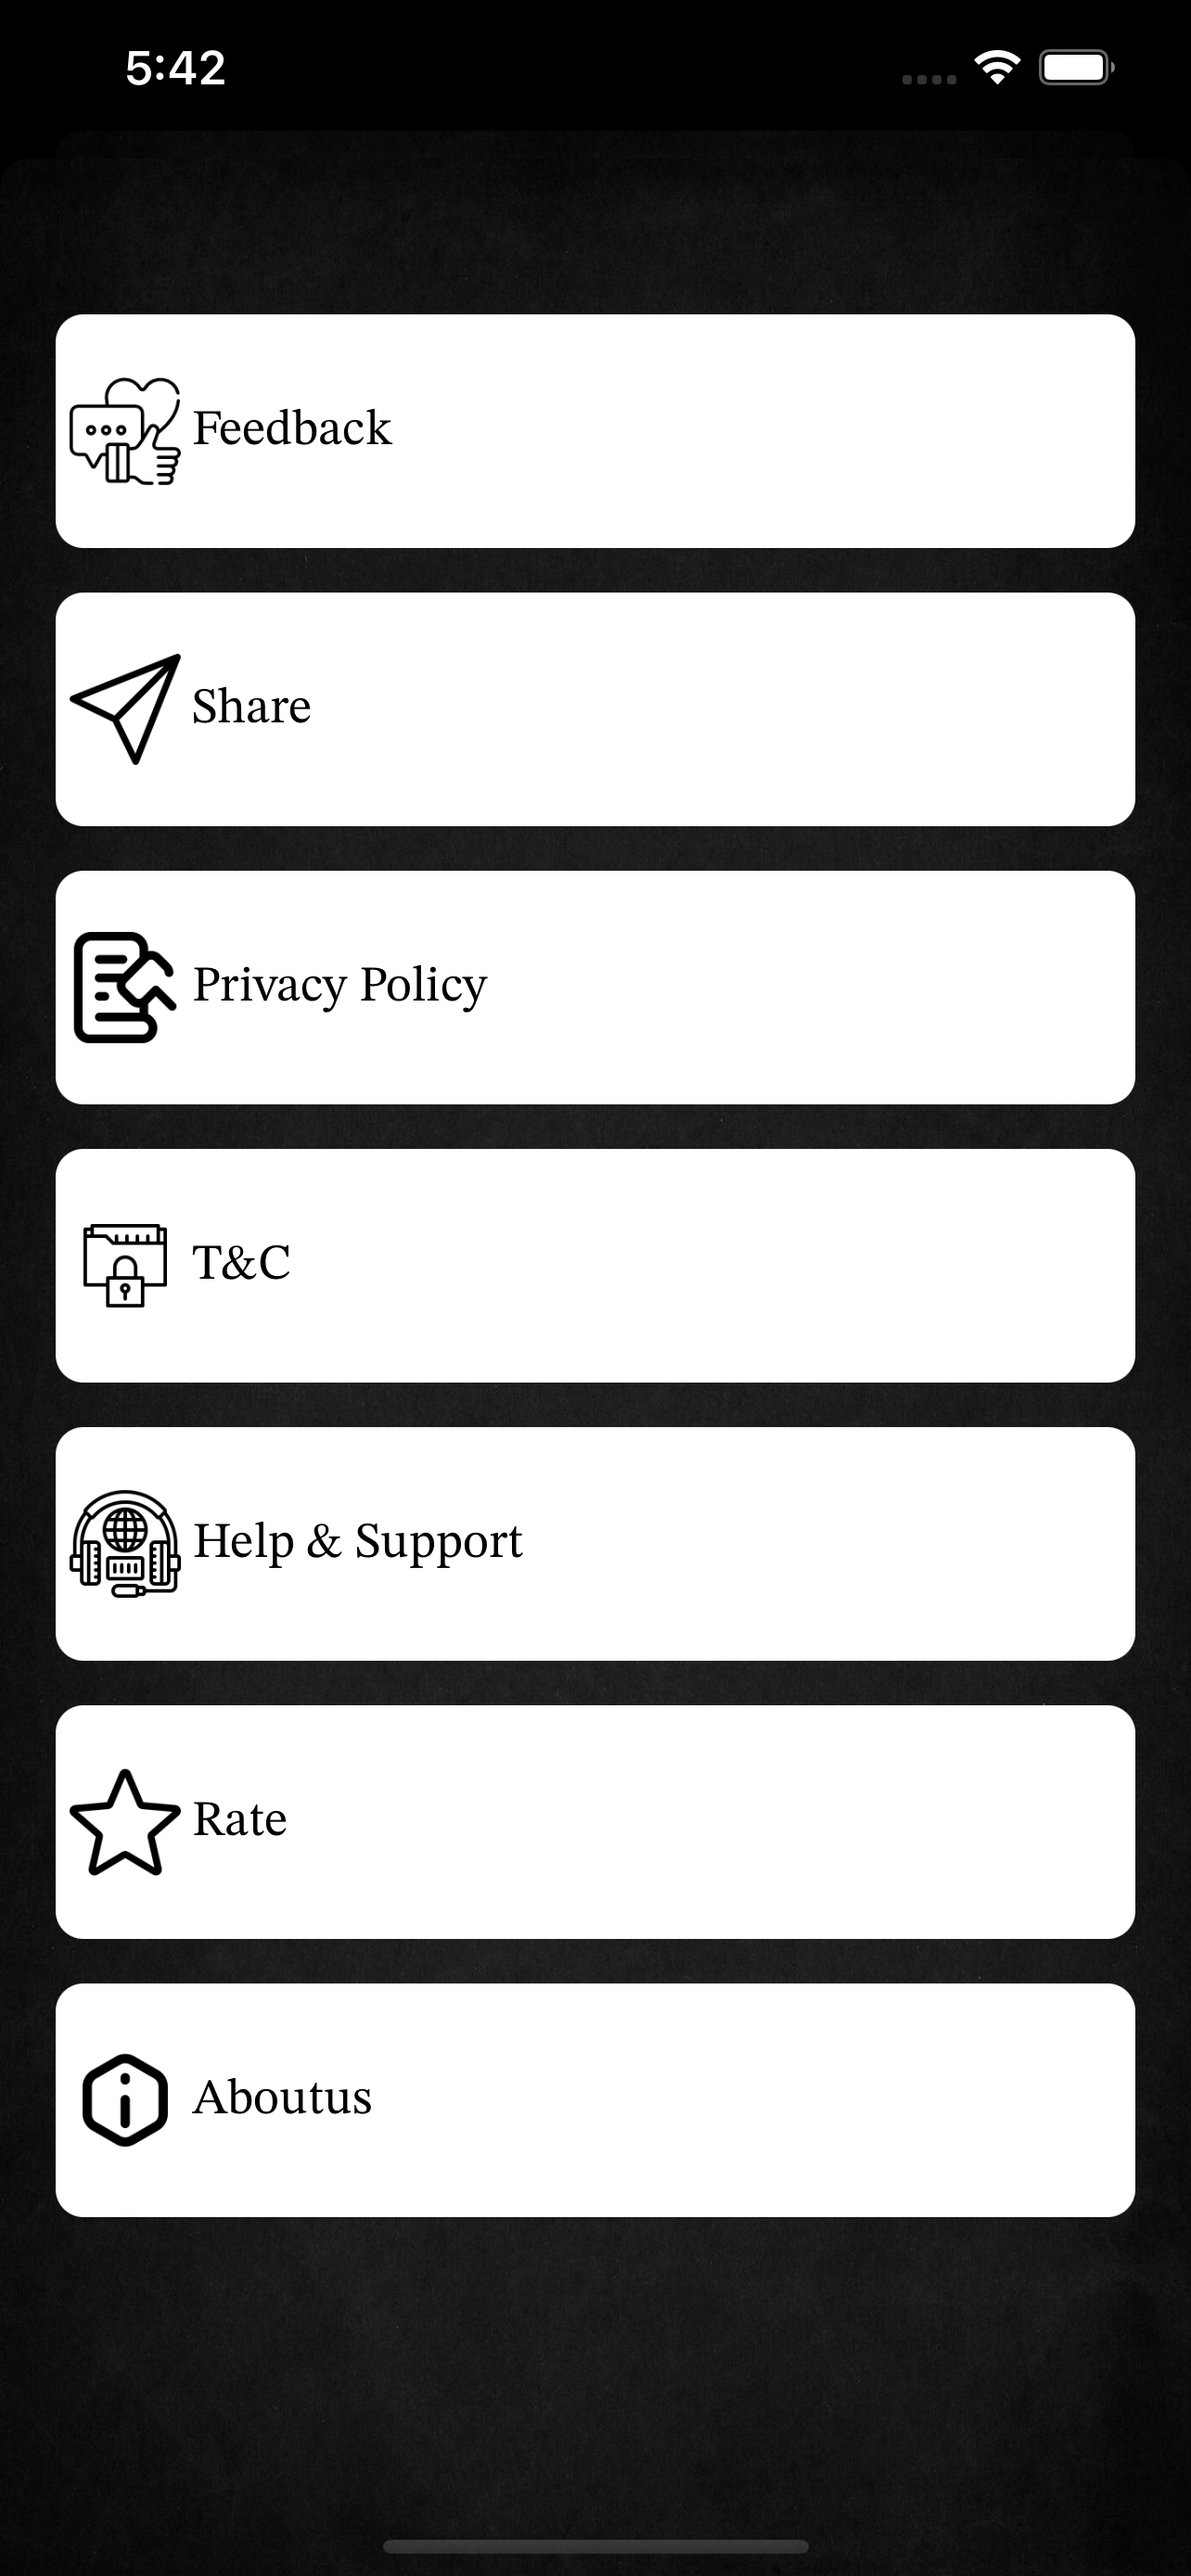 5:42
Feedback
Share
Privacy Policy
T&C
Help & Support
Rate
Aboutus